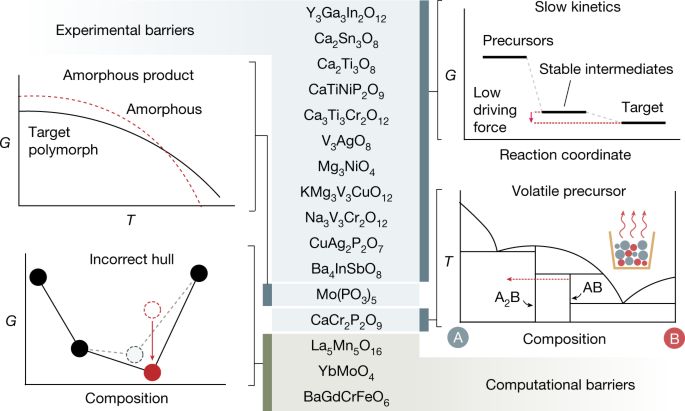 Experimental barriers
Amorphous product
Amorphous
Target
polymorph
G
T
Incorrect hull
G
Composition
Y₃Ga₃In₂O₁₂
Ca₂Sn₃O₈
Ca₂Ti₃O₈
CaTiNiP₂O₉
Ca₃Ti₃Cr₂O₁₂
V₃AgO₈
Mg₃NiO₄
KMg₃V₃CuO₁₂
Na₃V₃Cr₂O₁₂
CuAg₂P₂O₇
Ba₄InSbO₈
Mo(PO₃)₅
CaCr₂P₂O₉
La₅Mn₅O₁₆
YbMoO₄
BaGdCrFeO₆
Slow kinetics
G
Precursors
Stable intermediates
Low
driving
force
Target
Reaction coordinate
Volatile precursor
T
A₂B
AB
A
Composition
B
Computational barriers